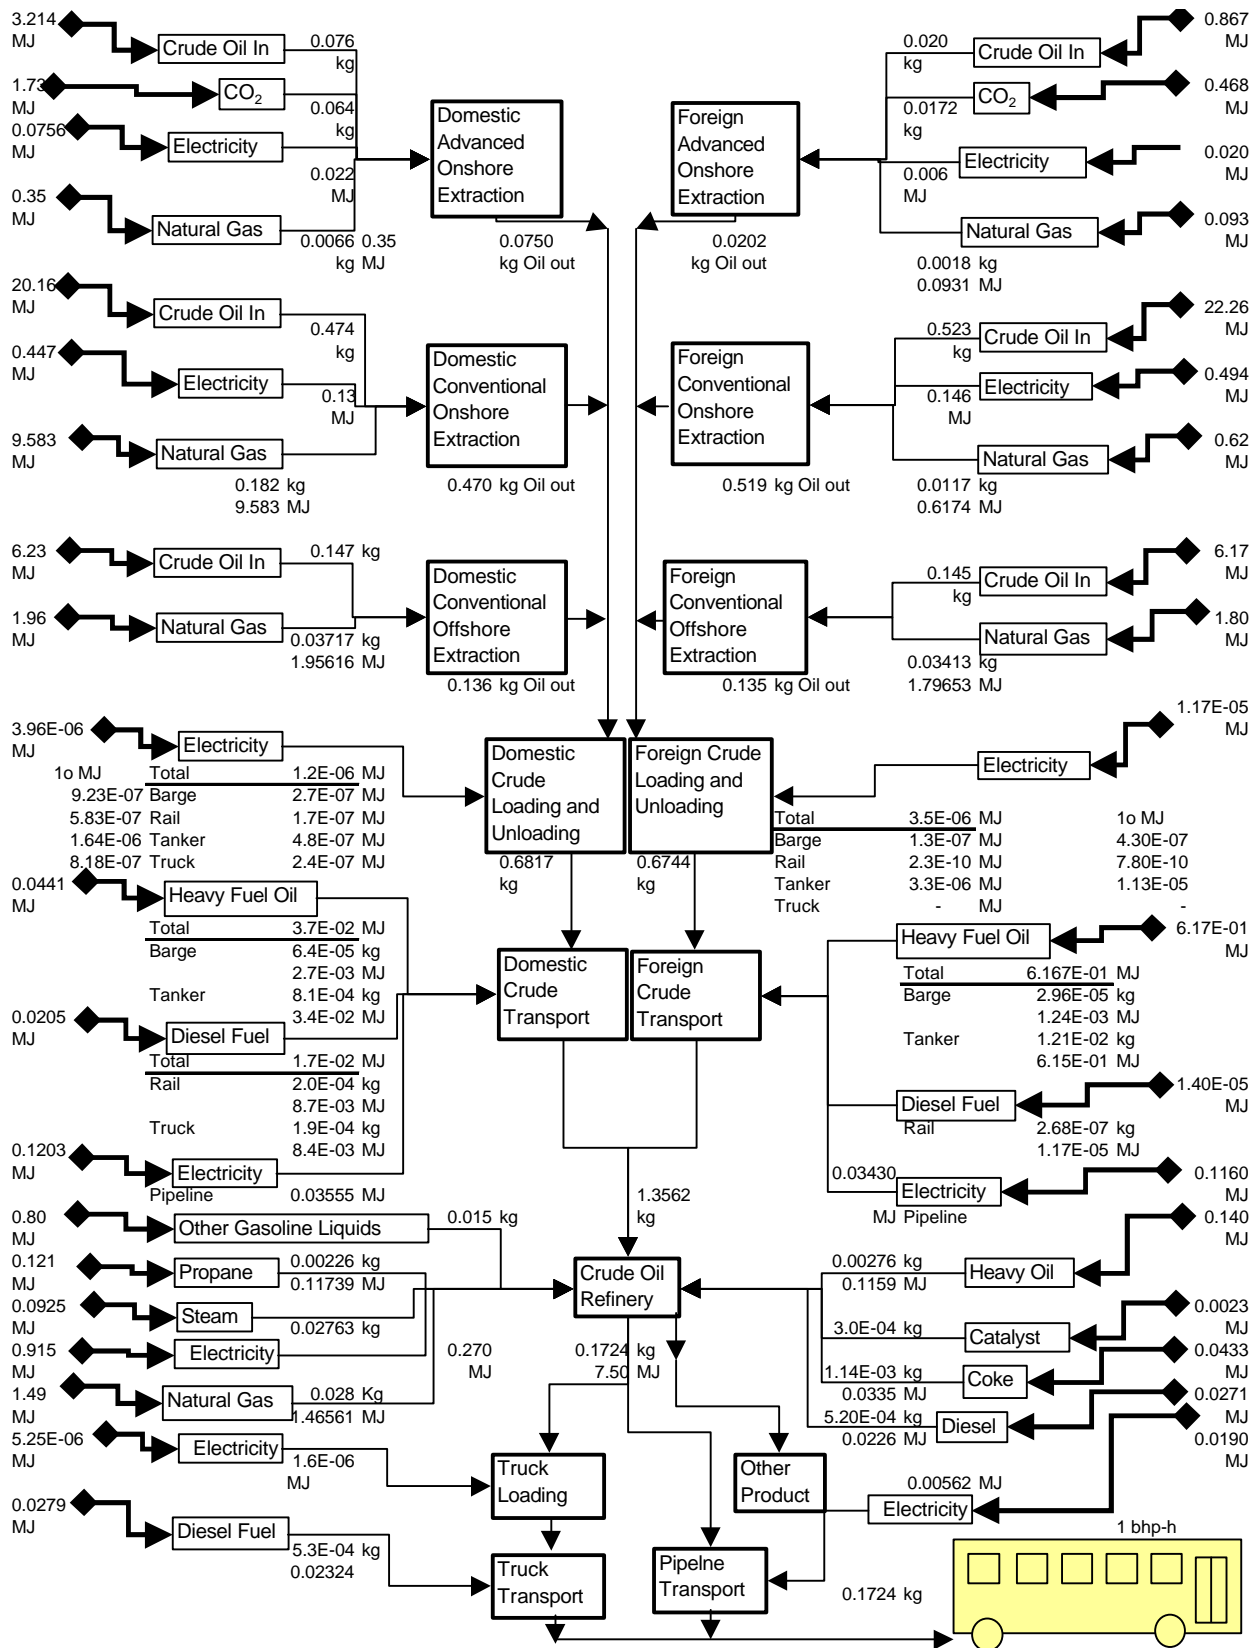 3.214
MJ
Crude Oil In
0.076
kg
1.73
MJ
CO2
0.064
kg
0.0756
MJ
Electricity
0.022
MJ
0.35
MJ
Natural Gas
0.0066 0.35
kg MJ
Domestic
Advanced
Onshore
Extraction
0.0750
kg Oil out
Foreign
Advanced
Onshore
Extraction
0.0202
kg Oil out
0.020
kg
Crude Oil In
0.867
MJ
0.0172
kg
CO2
0.468
MJ
0.006
MJ
Electricity
0.020
MJ
Natural Gas
0.093
MJ
0.0018 kg
0.0931 MJ
20.16
MJ
Crude Oil In
0.474
kg
0.447
MJ
Electricity
0.13
MJ
9.583
MJ
Natural Gas
0.182 kg
9.583 MJ
Domestic
Conventional
Onshore
Extraction
0.470 kg Oil out
Foreign
Conventional
Onshore
Extraction
0.519 kg Oil out
0.523
kg
Crude Oil In
22.26
MJ
0.146
MJ
Electricity
0.494
MJ
Natural Gas
0.62
MJ
0.0117 kg
0.6174 MJ
6.23
MJ
Crude Oil In
0.147 kg
1.96
MJ
Natural Gas
0.03717 kg
1.95616 MJ
Domestic
Conventional
Offshore
Extraction
0.136 kg Oil out
Foreign
Conventional
Offshore
Extraction
0.135 kg Oil out
0.145
kg
Crude Oil In
6.17
MJ
Natural Gas
1.80
MJ
0.03413 kg
1.79653 MJ
3.96E-06
MJ
Electricity
1o MJ Total 1.2E-06 MJ
9.23E-07 Barge 2.7E-07 MJ
5.83E-07 Rail 1.7E-07 MJ
1.64E-06 Tanker 4.8E-07 MJ
8.18E-07 Truck 2.4E-07 MJ
Domestic
Crude
Loading and
Unloading
0.6817
kg
Foreign Crude
Loading and
Unloading
0.6744
kg
1.17E-05
MJ
Electricity
Total 3.5E-06 MJ 1o MJ
Barge 1.3E-07 MJ 4.30E-07
Rail 2.3E-10 MJ 7.80E-10
Tanker 3.3E-06 MJ 1.13E-05
Truck - MJ -
0.0441
MJ
Heavy Fuel Oil
Total 3.7E-02 MJ
Barge 6.4E-05 kg
2.7E-03 MJ
Tanker 8.1E-04 kg
3.4E-02 MJ
0.0205
MJ
Diesel Fuel
Total 1.7E-02 MJ
Rail 2.0E-04 kg
8.7E-03 MJ
Truck 1.9E-04 kg
8.4E-03 MJ
0.1203
MJ
Electricity
Pipeline 0.03555 MJ
Domestic
Crude
Transport
Foreign
Crude
Transport
Heavy Fuel Oil
6.17E-01
MJ
Total 6.167E-01 MJ
Barge 2.96E-05 kg
1.24E-03 MJ
Tanker 1.21E-02 kg
6.15E-01 MJ
Diesel Fuel
1.40E-05
MJ
Rail 2.68E-07 kg
1.17E-05 MJ
0.03430
Electricity
0.1160
MJ
MJ Pipeline
1.3562
kg
0.80
MJ
Other Gasoline Liquids
0.015 kg
0.121
MJ
Propane
0.00226 kg
0.11739 MJ
0.0925
MJ
Steam
0.02763 kg
0.915
MJ
Electricity
0.270
MJ
1.49
MJ
Natural Gas
0.028 Kg
1.46561 MJ
Crude Oil
Refinery
0.1724 kg
7.50 MJ
0.00276 kg
0.1159 MJ
Heavy Oil
0.140
MJ
3.0E-04 kg
Catalyst
0.0023
MJ
1.14E-03 kg
0.0335 MJ
Coke
0.0433
MJ
5.20E-04 kg
0.0226 MJ
Diesel
0.0271
MJ
5.25E-06
MJ
Electricity
1.6E-06
MJ
Truck
Loading
Other
Product
0.00562 MJ
Electricity
0.0190
MJ
0.0279
MJ
Diesel Fuel
5.3E-04 kg
0.02324
Truck
Transport
Pipelne
Transport
0.1724 kg
1 bhp-h